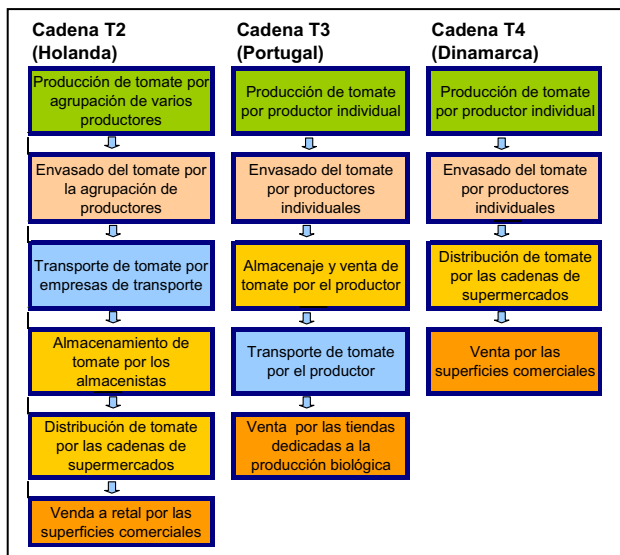 Cadena T2
(Holanda)
Producción de tomate por
agrupación de varios
productores
Envasado del tomate por
la agrupación de
productores
Transporte de tomate por
empresas de transporte
Almacenamiento de
tomate por los
almacenistas
Distribución de tomate
por las cadenas de
supermercados
Venda a retal por las
superficies comerciales
Cadena T3
(Portugal)
Producción de tomate
por productor individual
Envasado del tomate
por productores
individuales
Almacenaje y venta de
tomate por el productor
Transporte de tomate
por el productor
Venta por las tiendas
dedicadas a la
producción biológica
Cadena T4
(Dinamarca)
Producción de tomate
por productor individual
Envasado del tomate
por productores
individuales
Distribución de tomate
por las cadenas de
supermercados
Venta por las
superficies comerciales